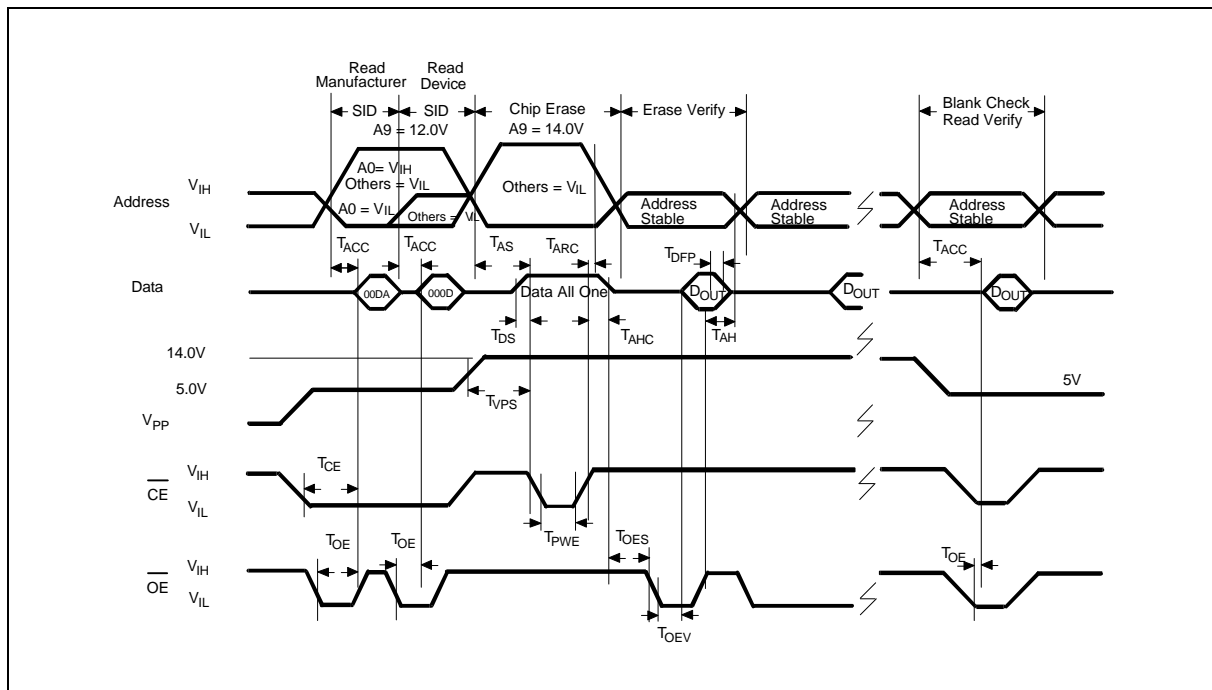 Read Manufacturer
SID
Read Device
SID
Chip Erase
Erase Verify
Blank Check
Read Verify
A9 = 12.0V
A9 = 14.0V
Address
VIH
VIL
A0= VIH
Others = VIL
A0 = VIL
Others = VIL
Others = VIL
Address Stable
Address Stable
Address Stable
TACC
TACC
TAS
TARC
TDFP
TACC
Data
00DA
000D
Data All One
DOUT
DOUT
DOUT
TDS
TAHC
TAH
14.0V
5.0V
VPP
TVPS
5V
CE
VIH
VIL
TCE
TPWE
OE
VIH
VIL
TOE
TOE
TOES
TOE
TOEV